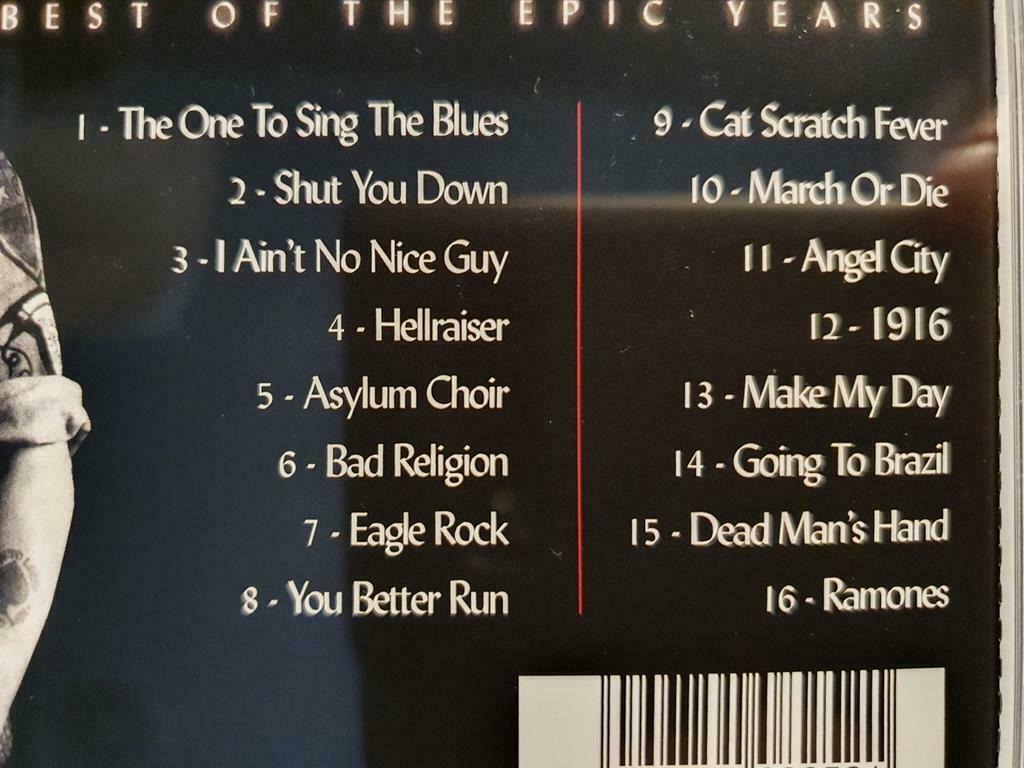 BEST OF THE EPIC YEARS
1 - The One To Sing The Blues
2 - Shut You Down
3 - I Ain't No Nice Guy
4 - Hellraiser
5 - Asylum Choir
6 - Bad Religion
7 - Eagle Rock
8 - You Better Run
9 - Cat Scratch Fever
10 - March Or Die
11 - Angel City
12 - 1916
13 - Make My Day
14 - Going To Brazil
15 - Dead Man's Hand
16 - Ramones